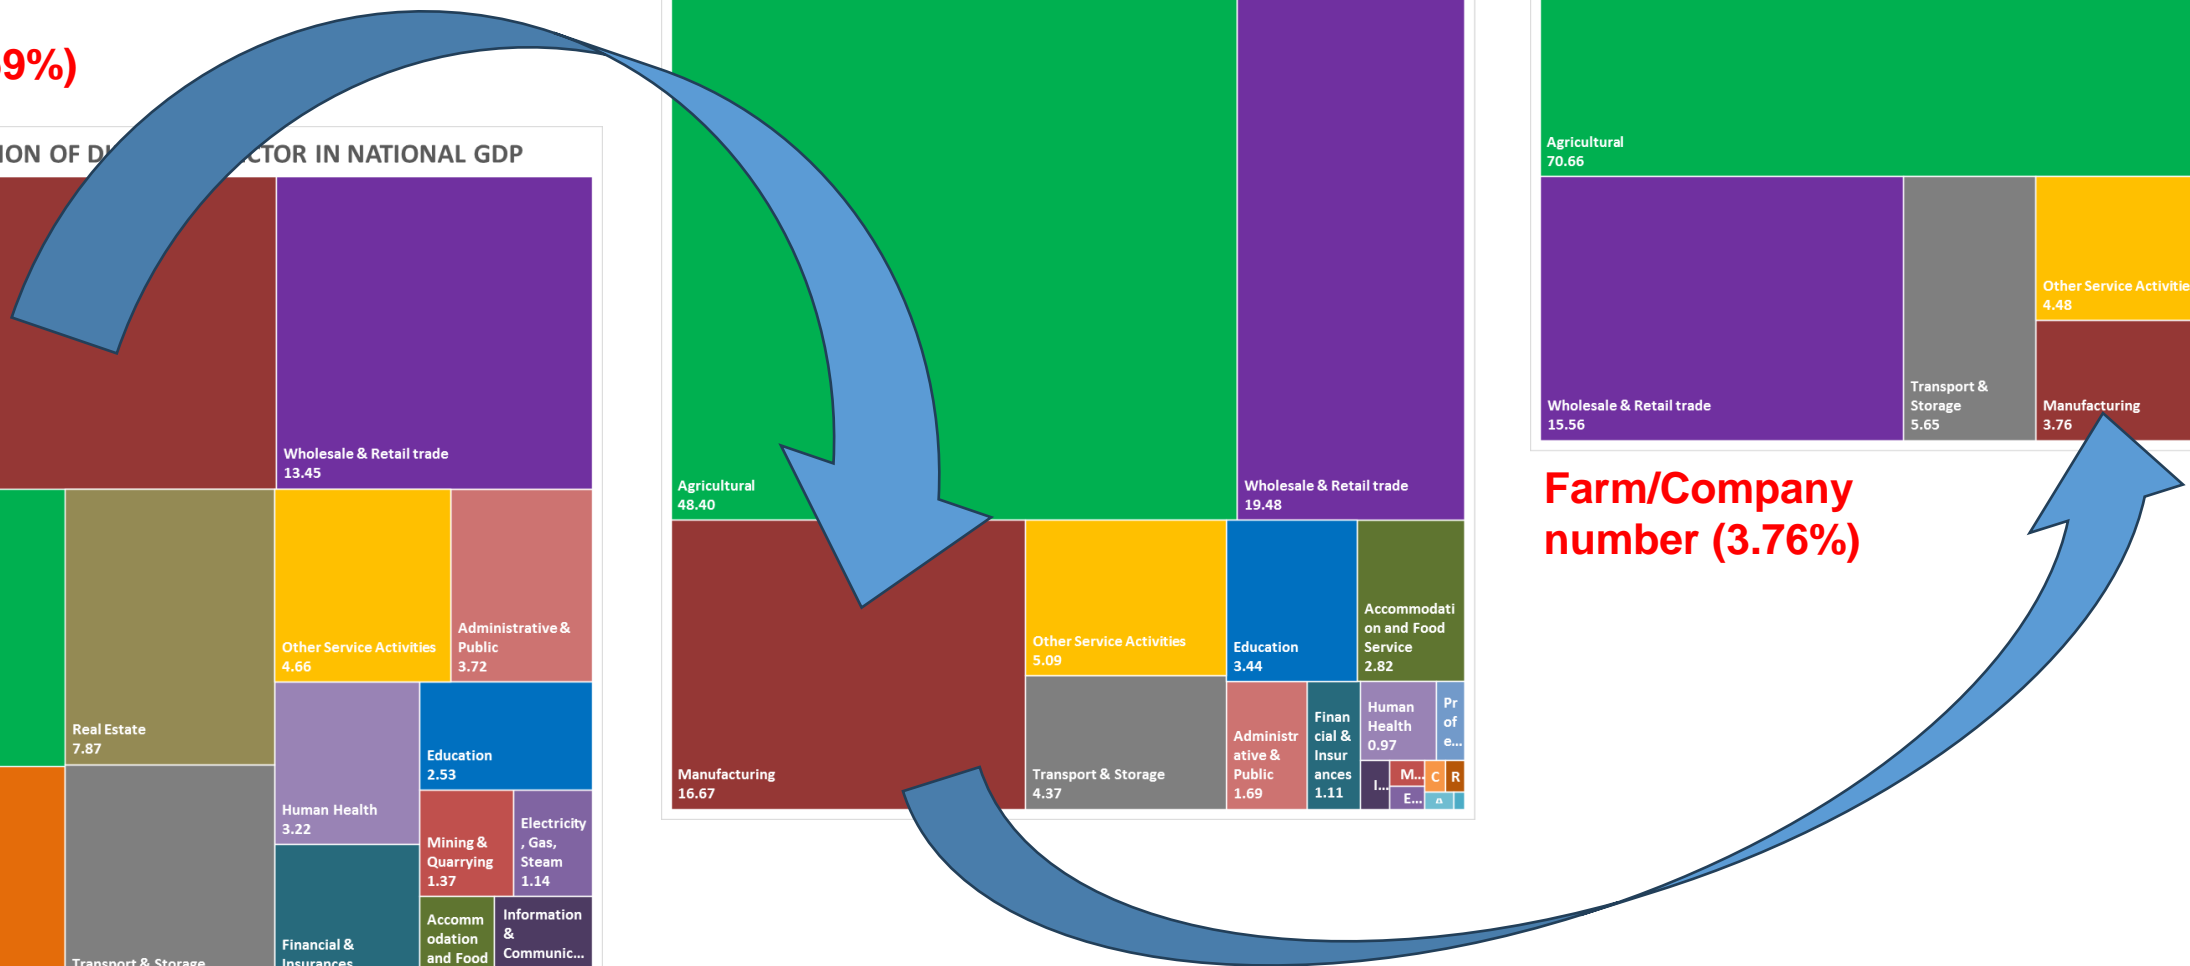 9%)
ION OF D
CTOR IN NATIONAL GDP
Wholesale & Retail trade
13.45
Real Estate
7.87
Other Service Activities
4.66
Administrative &
Public
3.72
Human Health
3.22
Education
2.53
Mining &
Quarrying
1.37
Electricity
, Gas,
Steam
1.14
Transport & Storage
Financial &
Insurances
Accomm
odation
and Food
Information
&
Communic...
Agricultural
48.40
Wholesale & Retail trade
19.48
Manufacturing
16.67
Other Service Activities
5.09
Transport & Storage
4.37
Education
3.44
Accommodati
on and Food
Service
2.82
Administr
ative &
Public
1.69
Finan
cial &
Insur
ances
1.11
Human
Health
0.97
Pr
of
e...
I...
M...
E...
C
R
Agricultural
70.66
Wholesale & Retail trade
15.56
Transport &
Storage
5.65
Other Service Activitie
4.48
Manufacturing
3.76
Farm/Company
number (3.76%)